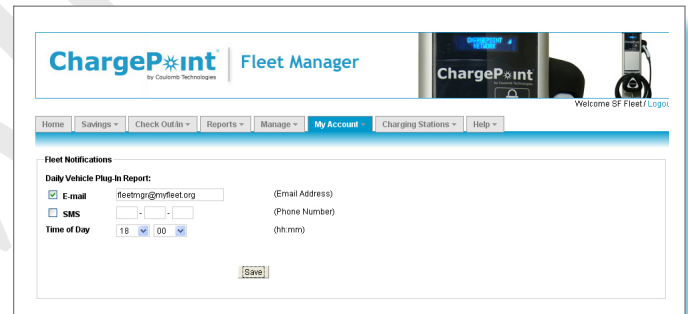 CHARGEPOINT
NETWORK
ChargePoint
by Coulomb Technologies
Fleet Manager
ChargePoint
Welcome SF Fleet / Logou
Home Savings Check Out/in Reports Manage My Account Charging Stations Help
Fleet Notifications
Daily Vehicle Plug-In Report:
E-mail fleetmgr@myfleet.org (Email Address)
SMS - - (Phone Number)
Time of Day 18 00 (hh:mm)
Save